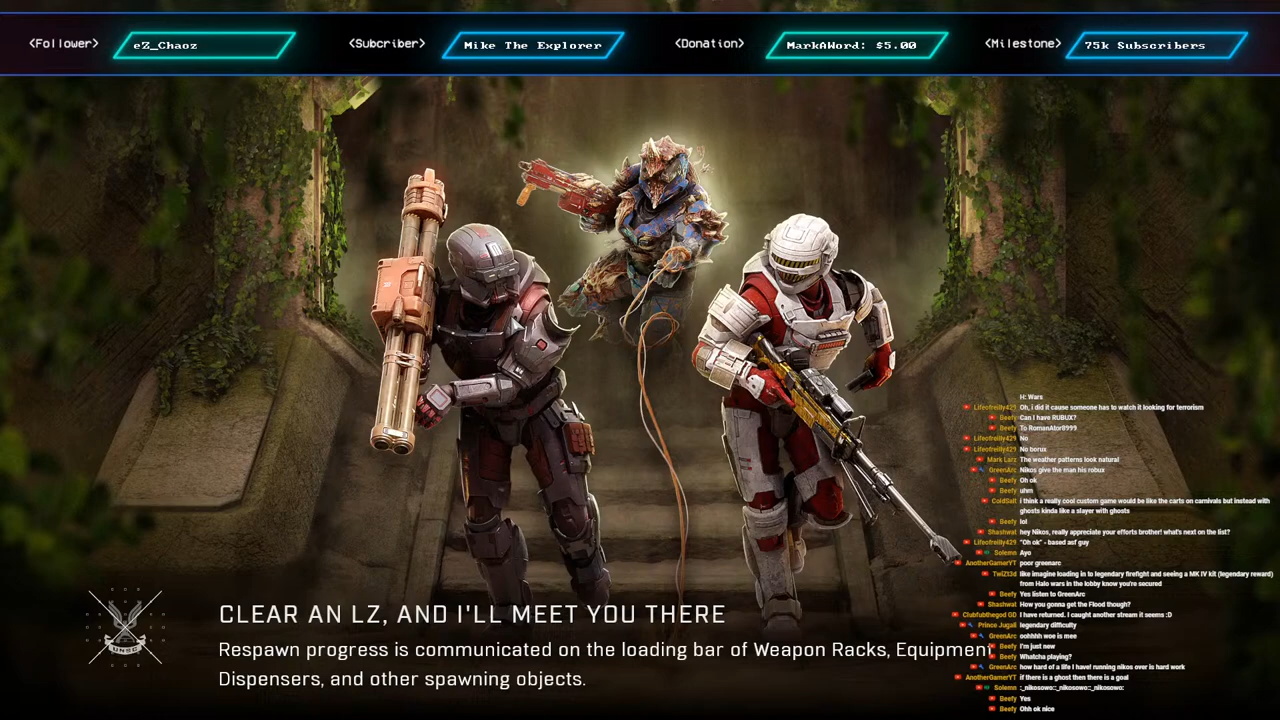 <Follower> eZ_Chaoz <Subcriber> Mike The Explorer <Donation> MarkAWord: $5.00 <Milestone> 75k Subscribers
H: Wars
Lifeofreilly429 Oh, i did it cause someone has to watch it looking for terrorism
Beefy Can I have RUBUX?
Beefy To RomanAtor8999
Lifeofreilly429 No
Lifeofreilly429 No borux
Mark Larz The weather patterns look natural
GreenArc Nikos give the man his robux
Beefy Oh ok
Beefy uhm
ColdSalt i think a really cool custom game would be like the carts on carnivals but instead with
ghosts kinda like a slayer with ghosts
Beefy lol
Shashwat hey Nikos, really appreciate your efforts brother! what's next on the list?
Lifeofreilly429 "Oh ok" - based asf guy
Solemn Ayo
AnotherGamerYT poor greenarc
TwiZt3d like imagine loading in to legendary firefight and seeing a MK IV kit (legendary reward)
from Halo wars in the lobby know you're secured
Beefy Yes listen to GreenArc
Shashwat How you gonna get the Flood though?
Clubfubthegod GD I have returned, I caught another stream it seems :D
Prince Jugali legendary difficulty
GreenArc oohhhh woe is mee
Beefy I'm just new
Beefy Whatcha playing?
GreenArc how hard of a life I have! running nikos over is hard work
AnotherGamerYT if there is a ghost then there is a goal
Solemn :_nikosowo::_nikosowo::_nikosowo:
Beefy Yes
Beefy Ohh ok nice
UNSC
CLEAR AN LZ, AND I'LL MEET YOU THERE
Respawn progress is communicated on the loading bar of Weapon Racks, Equipment
Dispensers, and other spawning objects.